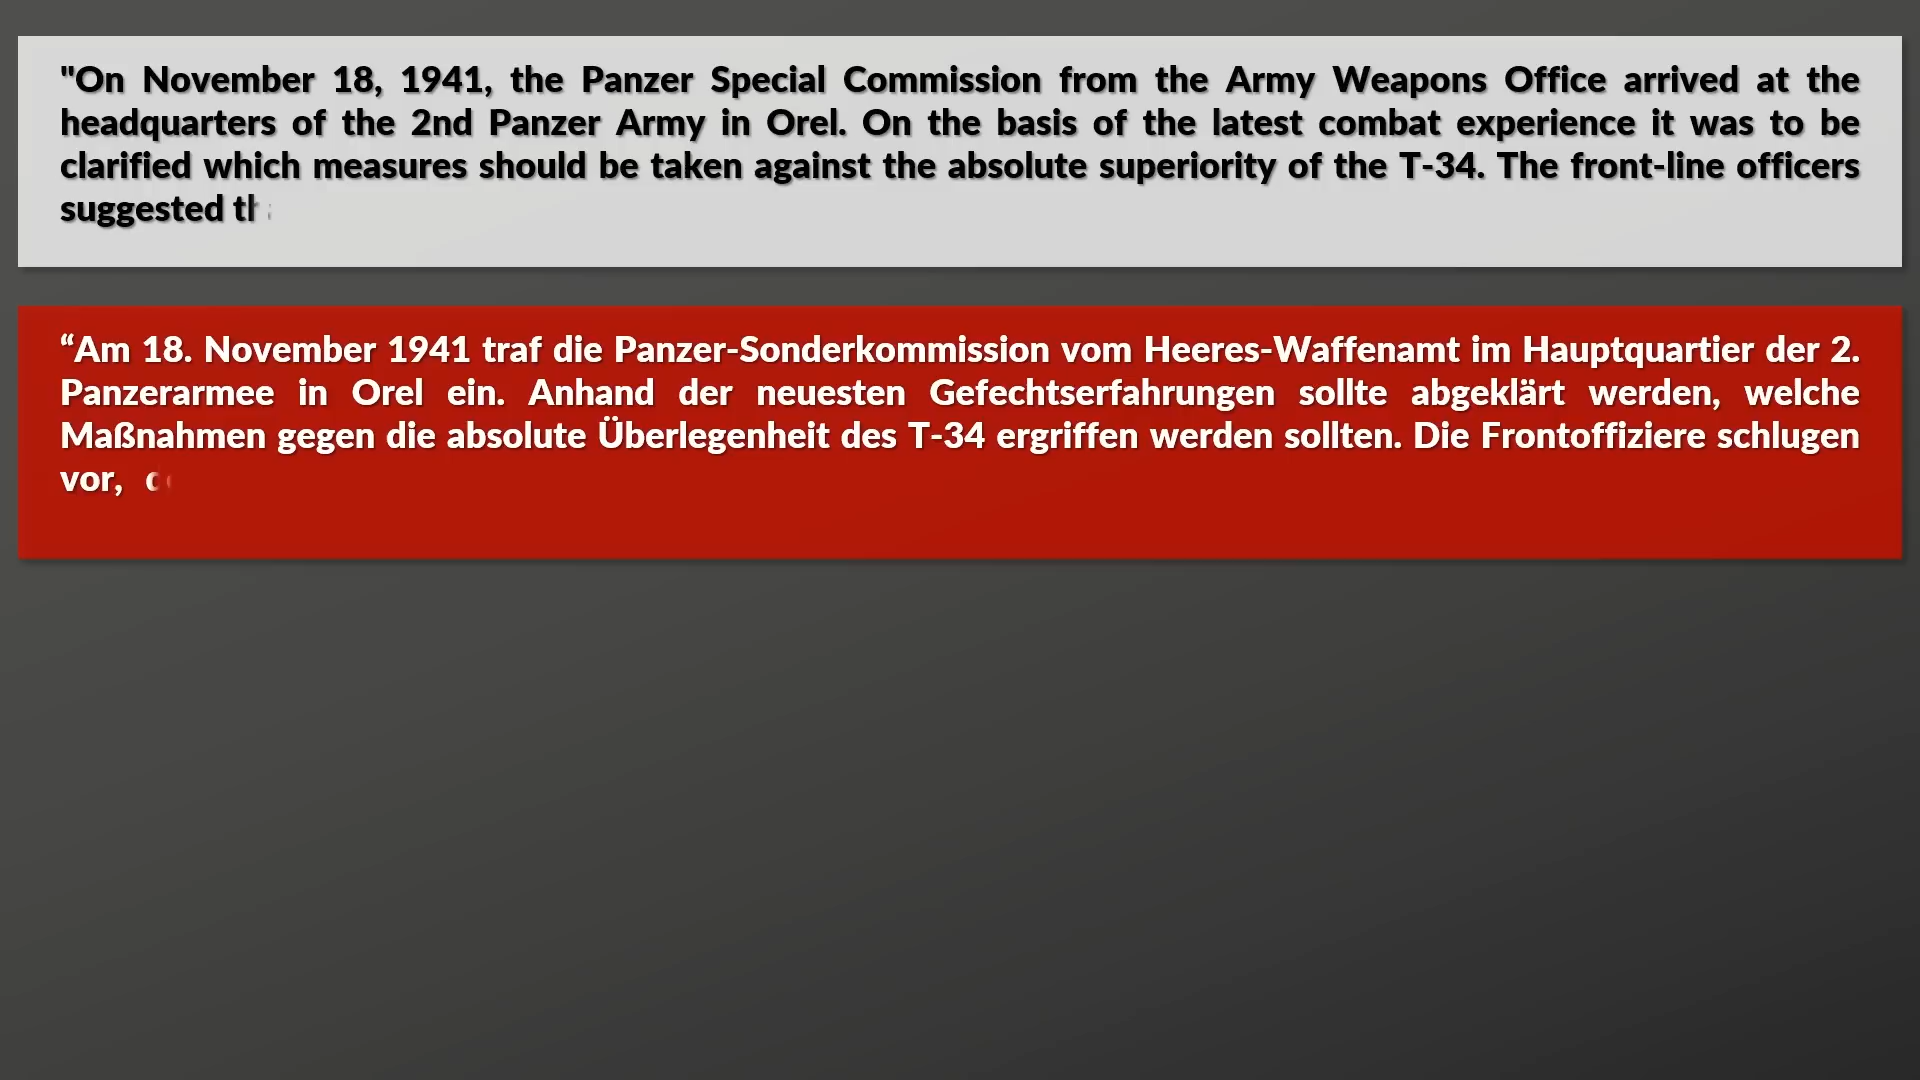 "On November 18, 1941, the Panzer Special Commission from the Army Weapons Office arrived at the
headquarters of the 2nd Panzer Army in Orel. On the basis of the latest combat experience it was to be
clarified which measures should be taken against the absolute superiority of the T-34. The front-line officers
suggested
“Am 18. November 1941 traf die Panzer-Sonderkommission vom Heeres-Waffenamt im Hauptquartier der 2.
Panzerarmee in Orel ein. Anhand der neuesten Gefechtserfahrungen sollte abgeklärt werden, welche
Maßnahmen gegen die absolute Überlegenheit des T-34 ergriffen werden sollten. Die Frontoffiziere schlugen
vor,